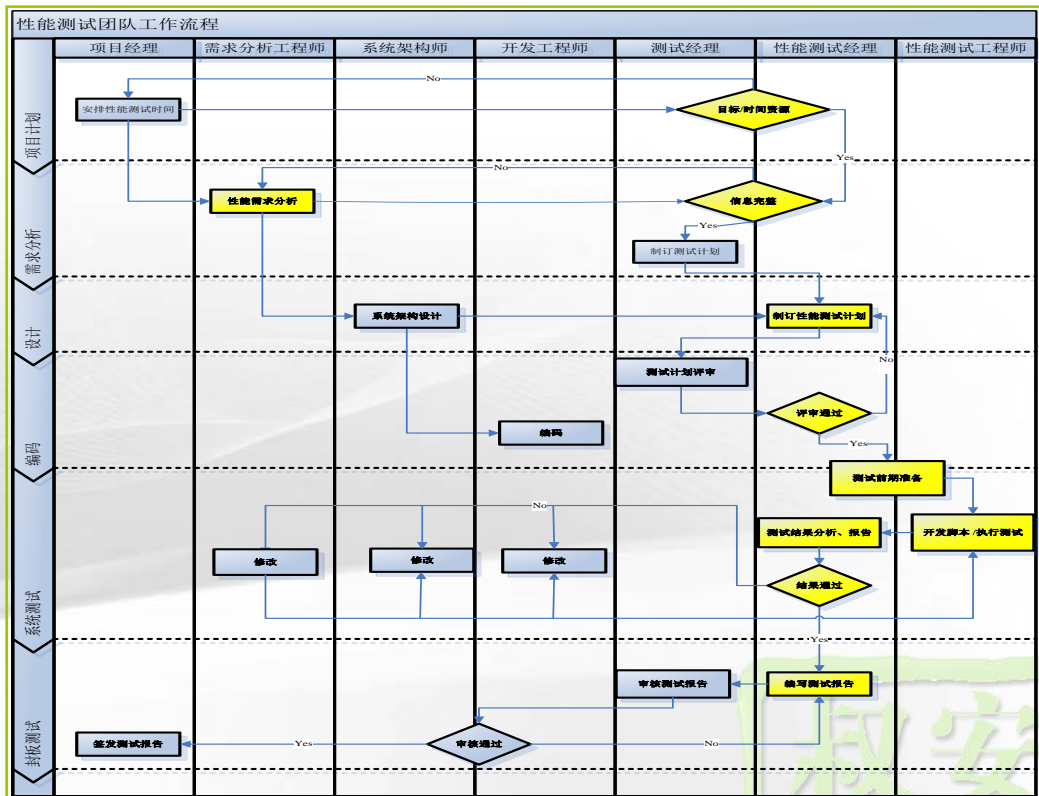 性能测试团队工作流程
项目经理
需求分析工程师
系统架构师
开发工程师
测试经理
性能测试经理
性能测试工程师
项目计划
No
安排性能测试时间
目标/时间资源
Yes
需求分析
No
性能需求分析
信息完整
Yes
制订测试计划
设计
系统架构设计
制订性能测试计划
No
编码
测试计划评审
评审通过
编码
Yes
测试前期准备
系统测试
No
测试结果分析、报告
开发脚本/执行测试
修改
修改
修改
结果通过
Yes
封板测试
审核测试报告
编写测试报告
签发测试报告
Yes
审核通过
No